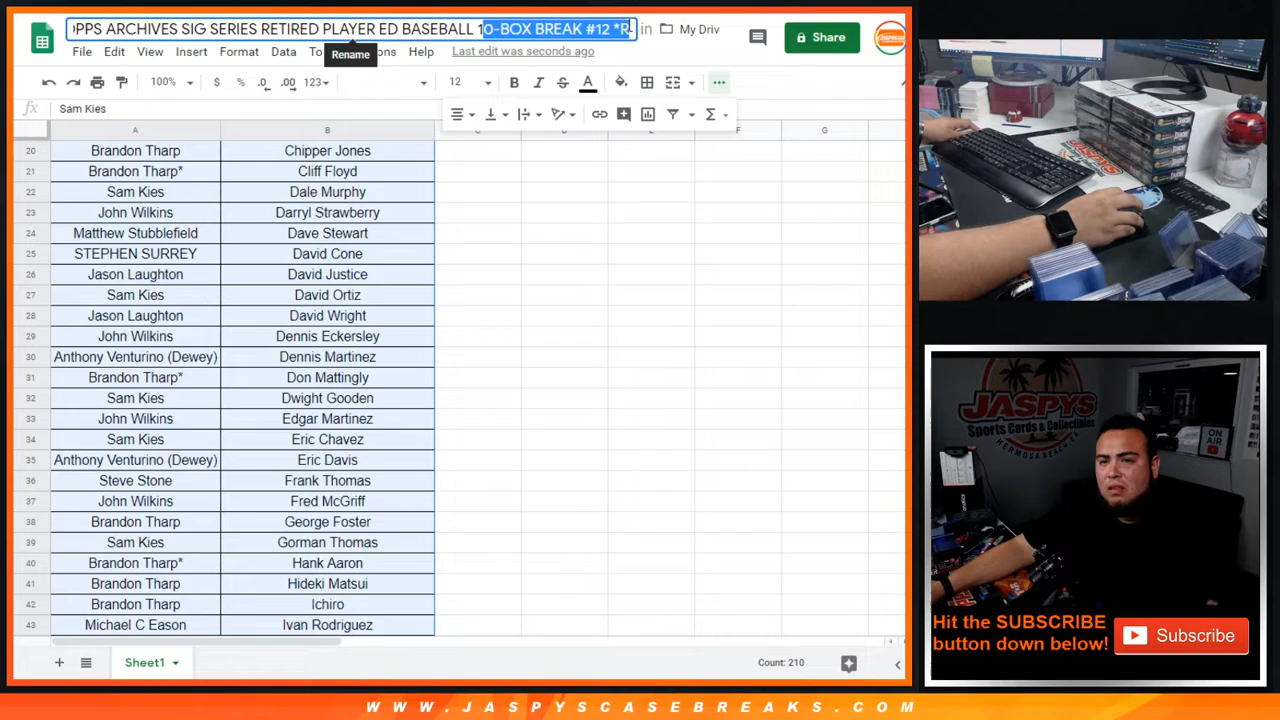 OPPS ARCHIVES SIG SERIES RETIRED PLAYER ED BASEBALL 10-BOX BREAK #12 *R in My Driv
Share
File Edit View Insert Format Data To ons Help Last edit was seconds ago
Rename
100% $ % .0 .00 123 12 B I S A
fx Sam Kies
A B C D E F G
20 Brandon Tharp Chipper Jones
21 Brandon Tharp* Cliff Floyd
22 Sam Kies Dale Murphy
23 John Wilkins Darryl Strawberry
24 Matthew Stubblefield Dave Stewart
25 STEPHEN SURREY David Cone
26 Jason Laughton David Justice
27 Sam Kies David Ortiz
28 Jason Laughton David Wright
29 John Wilkins Dennis Eckersley
30 Anthony Venturino (Dewey) Dennis Martinez
31 Brandon Tharp* Don Mattingly
32 Sam Kies Dwight Gooden
33 John Wilkins Edgar Martinez
34 Sam Kies Eric Chavez
35 Anthony Venturino (Dewey) Eric Davis
36 Steve Stone Frank Thomas
37 John Wilkins Fred McGriff
38 Brandon Tharp George Foster
39 Sam Kies Gorman Thomas
40 Brandon Tharp* Hank Aaron
41 Brandon Tharp Hideki Matsui
42 Brandon Tharp Ichiro
43 Michael C Eason Ivan Rodriguez
Sheet1
Count: 210
JASPYS
Sports Cards & Collectibles
HERMOSA BEACH, CA
ON AIR
Hit the SUBSCRIBE
button down below!
Subscribe
WWW.JASPYSCASEBREAKS.COM